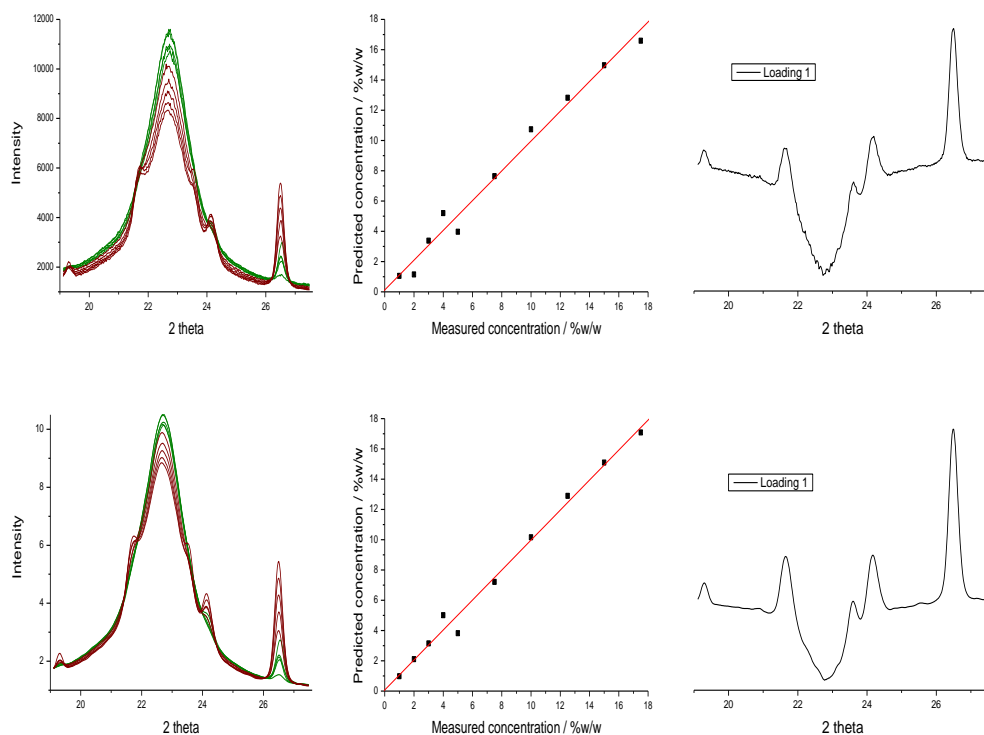 12000
10000
8000
6000
4000
2000
Intensity
20 22 24 26
2 theta
18
16
14
12
10
8
6
4
2
0
Predicted concentration / %w/w
0 2 4 6 8 10 12 14 16 18
Measured concentration / %w/w
Loading 1
20 22 24 26
2 theta
10
8
6
4
2
Intensity
20 22 24 26
2 theta
18
16
14
12
10
8
6
4
2
0
Predicted concentration / %w/w
0 2 4 6 8 10 12 14 16 18
Measured concentration / %w/w
Loading 1
20 22 24 26
2 theta